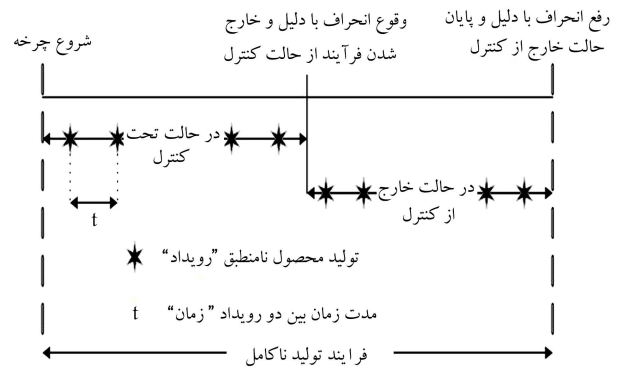 شروع چرخه
وقوع انحراف با دلیل و خارج
شدن فرآیند از حالت کنترل
رفع انحراف با دلیل و پایان
حالت خارج از کنترل
در حالت تحت
کنترل
در حالت خارج
از کنترل
t
تولید محصول نامنطبق "رویداد"
t مدت زمان بین دو رویداد "زمان"
فرایند تولید ناکامل